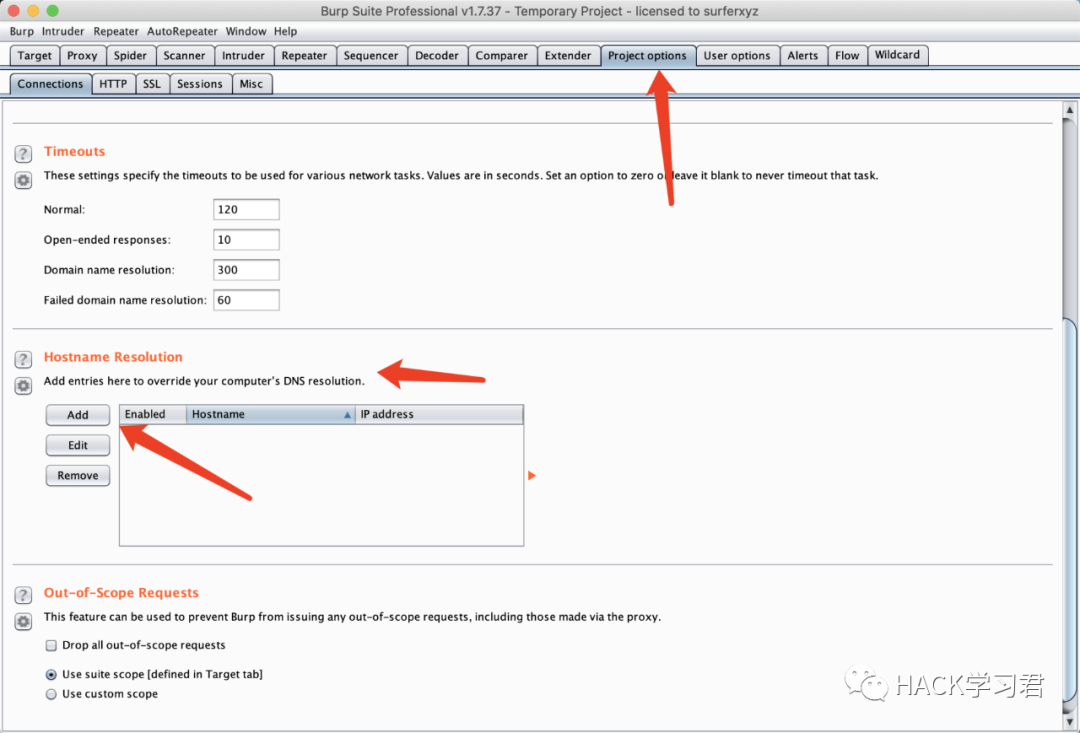 Burp Suite Professional v1.7.37 - Temporary Project - licensed to surferxyz
Burp Intruder Repeater AutoRepeater Window Help
Target Proxy Spider Scanner Intruder Repeater Sequencer Decoder Comparer Extender Project options User options Alerts Flow Wildcard
Connections HTTP SSL Sessions Misc
? Timeouts
These settings specify the timeouts to be used for various network tasks. Values are in seconds. Set an option to zero or leave it blank to never timeout that task.
Normal: 120
Open-ended responses: 10
Domain name resolution: 300
Failed domain name resolution: 60
? Hostname Resolution
Add entries here to override your computer's DNS resolution.
Add Enabled Hostname IP address
Edit
Remove
? Out-of-Scope Requests
This feature can be used to prevent Burp from issuing any out-of-scope requests, including those made via the proxy.
Drop all out-of-scope requests
Use suite scope [defined in Target tab]
Use custom scope
HACK学习君